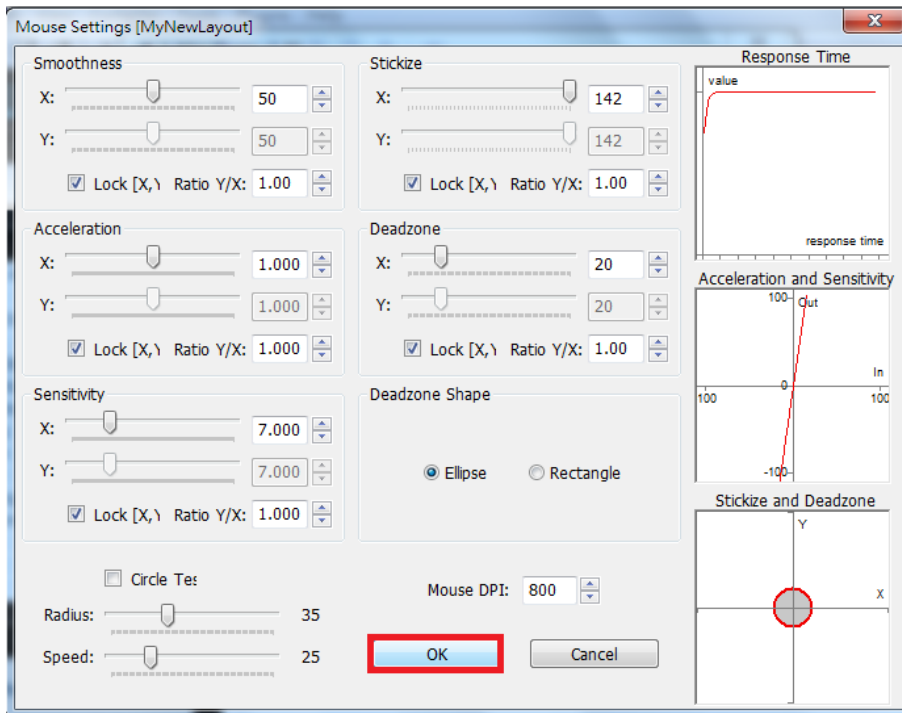 Mouse Settings [MyNewLayout]
Smoothness
X: 50
Y: 50
Lock [X,Y Ratio Y/X: 1.00
Stickize
X: 142
Y: 142
Lock [X,Y Ratio Y/X: 1.00
Response Time
value
response time
Acceleration
X: 1.000
Y: 1.000
Lock [X,Y Ratio Y/X: 1.000
Deadzone
X: 20
Y: 20
Lock [X,Y Ratio Y/X: 1.00
Acceleration and Sensitivity
100 Out
In
0
100 100
-100
Sensitivity
X: 7.000
Y: 7.000
Lock [X,Y Ratio Y/X: 1.000
Deadzone Shape
Ellipse Rectangle
Stickize and Deadzone
Y
X
Circle Tes
Radius: 35
Speed: 25
Mouse DPI: 800
OK Cancel